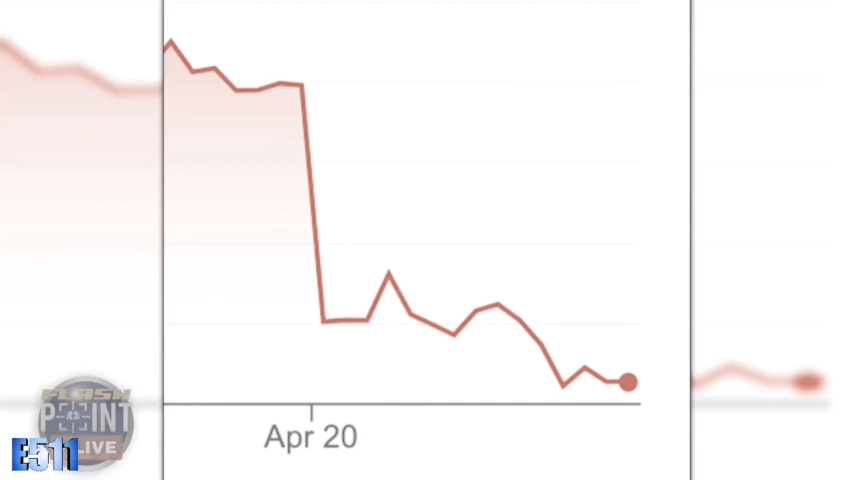 Apr 20
FLASH
POINT
LIVE
E511